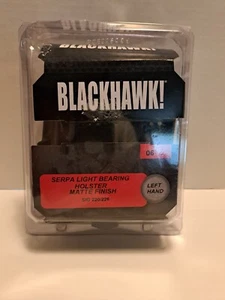 BLACKHAWK!
SERPA LIGHT BEARING
HOLSTER
MATTE FINISH
LEFT
HAND